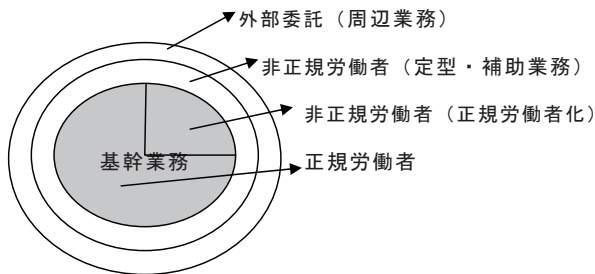 外部委託（周辺業務）
非正規労働者（定型・補助業務）
非正規労働者（正規労働者化）
基幹業務
正規労働者